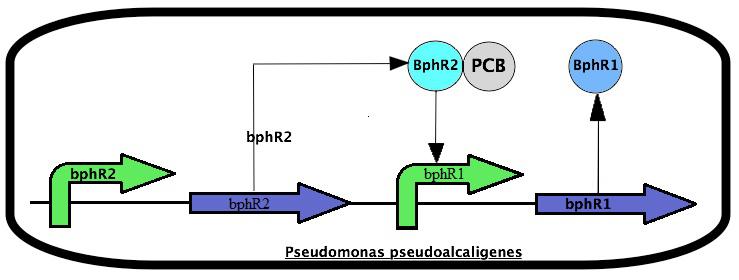 BphR2
PCB
BphR1
bphR2
bphR2
bphR1
bphR2
bphR1
Pseudomonas pseudoalcaligenes